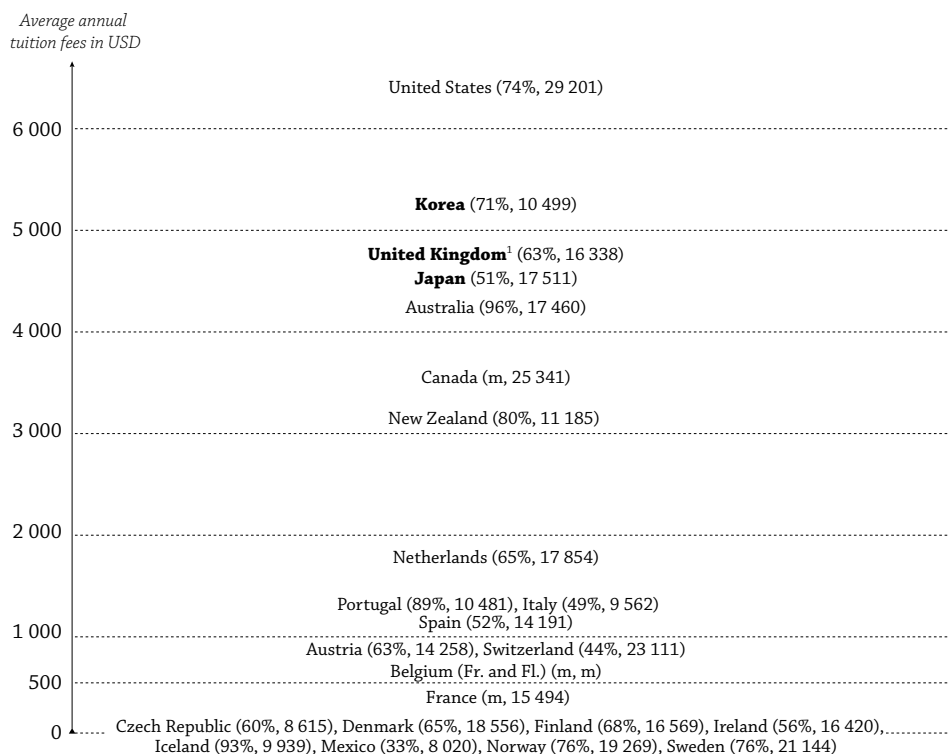 Average annual
tuition fees in USD
United States (74%, 29 201)
6 000
Korea (71%, 10 499)
5 000
United Kingdom¹ (63%, 16 338)
Japan (51%, 17 511)
Australia (96%, 17 460)
4 000
Canada (m, 25 341)
New Zealand (80%, 11 185)
3 000
2 000
Netherlands (65%, 17 854)
Portugal (89%, 10 481), Italy (49%, 9 562)
Spain (52%, 14 191)
1 000
Austria (63%, 14 258), Switzerland (44%, 23 111)
Belgium (Fr. and Fl.) (m, m)
500
France (m, 15 494)
0
Czech Republic (60%, 8 615), Denmark (65%, 18 556), Finland (68%, 16 569), Ireland (56%, 16 420),
Iceland (93%, 9 939), Mexico (33%, 8 020), Norway (76%, 19 269), Sweden (76%, 21 144)